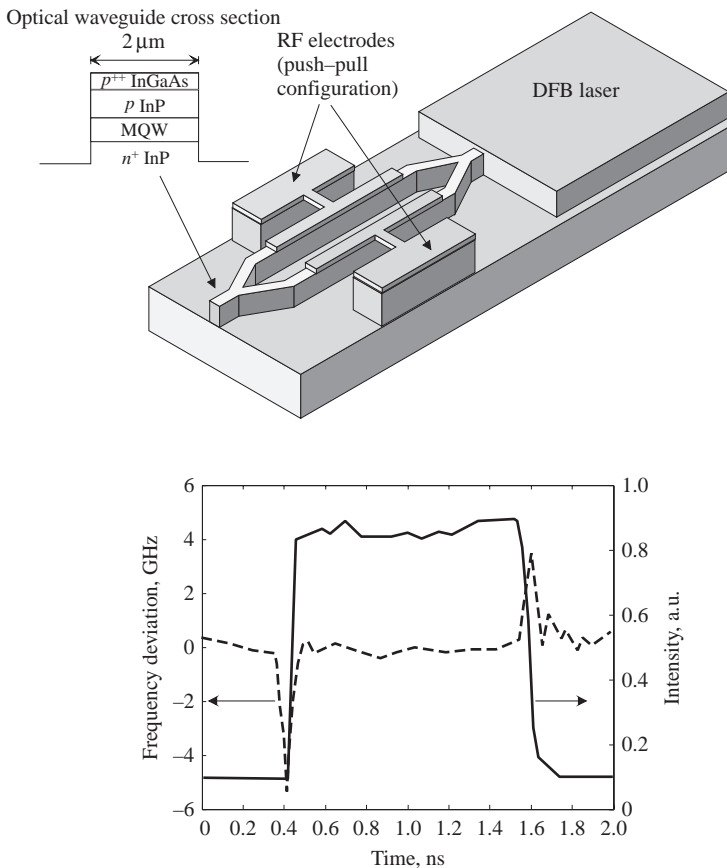 Optical waveguide cross section
2 μm
p++ InGaAs
p InP
MQW
n+ InP
RF electrodes
(push–pull
configuration)
DFB laser
6
4
2
0
–2
–4
–6
Frequency deviation, GHz
1.0
0.8
0.6
0.4
0.2
0
Intensity, a.u.
0 0.2 0.4 0.6 0.8 1.0 1.2 1.4 1.6 1.8 2.0
Time, ns